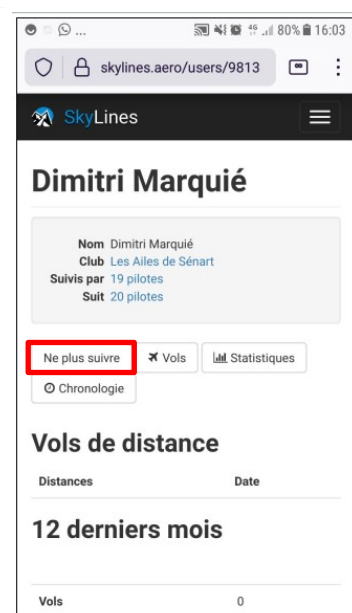 80% 16:03
skylines.aero/users/9813
SkyLines
Dimitri Marquié
Nom Dimitri Marquié
Club Les Ailes de Sénart
Suivis par 19 pilotes
Suit 20 pilotes
Ne plus suivre Vols Statistiques
Chronologie
Vols de distance
Distances Date
12 derniers mois
Vols 0